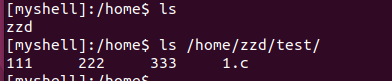 [myshell]:/home$ ls
zzd
[myshell]:/home$ ls /home/zzd/test/
111 222 333 1.c